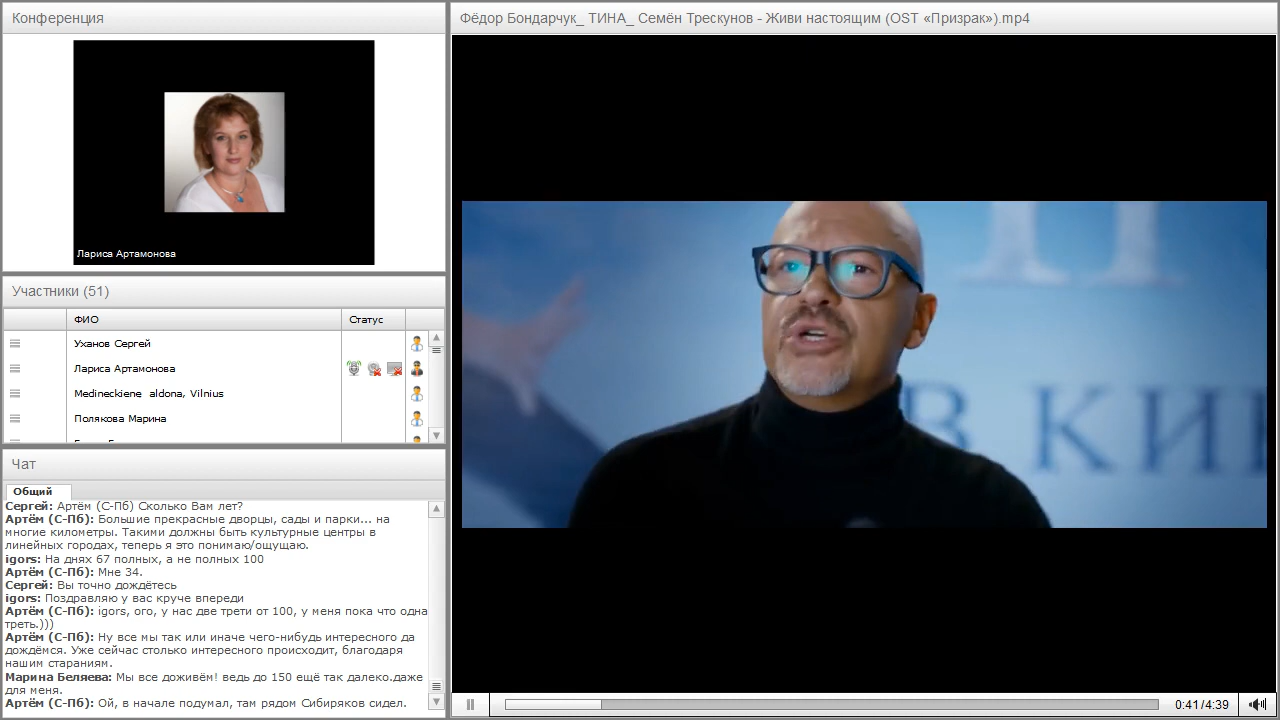 Конференция
Лариса Артамонова
Участники (51)
ФИО
Статус
Уханов Сергей
Лариса Артамонова
Medineckiene aldona, Vilnius
Полякова Марина
Чат
Общий
Сергей: Артём (С-Пб) Сколько Вам лет?
Артём (С-Пб): Большие прекрасные дворцы, сады и парки... на
многие километры. Такими должны быть культурные центры в
линейных городах, теперь я это понимаю/ощущаю.
igors: На днях 67 полных, а не полных 100
Артём (С-Пб): Мне 34.
Сергей: Вы точно дождётесь
igors: Поздравляю у вас круче впереди
Артём (С-Пб): igors, ого, у нас две трети от 100, у меня пока что одна
треть.)))
Артём (С-Пб): Ну все мы так или иначе чего-нибудь интересного да
дождёмся. Уже сейчас столько интересного происходит, благодаря
нашим стараниям.
Марина Беляева: Мы все доживём! ведь до 150 ещё так далеко.даже
для меня.
Артём (С-Пб): Ой, в начале подумал, там рядом Сибиряков сидел.
Фёдор Бондарчук_ ТИНА_ Семён Трескунов - Живи настоящим (OST «Призрак»).mp4
В КИ
0:41/4:39